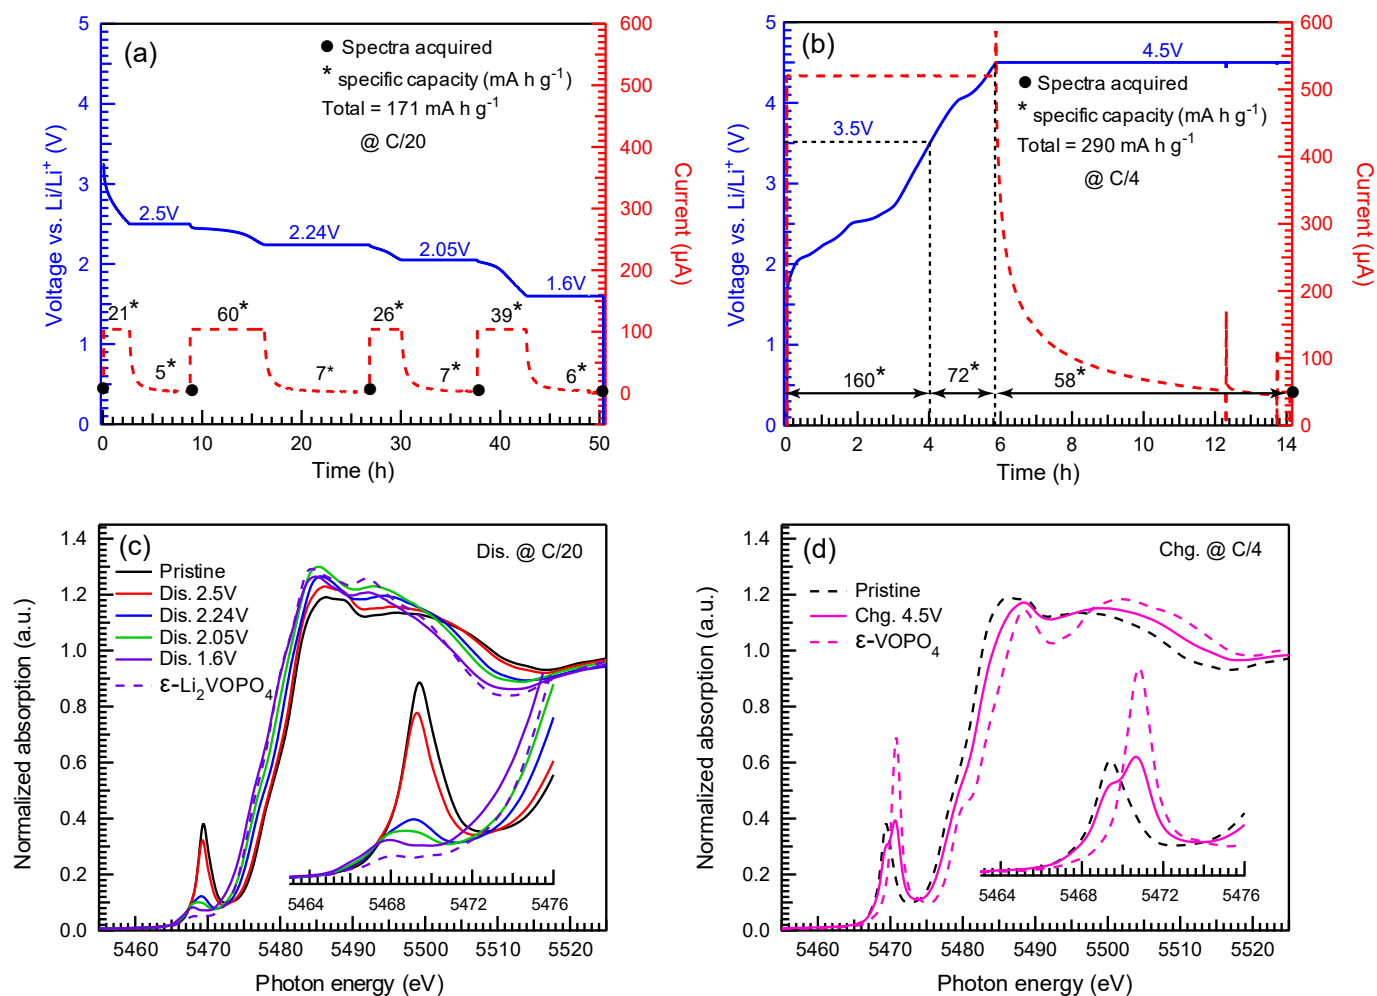 (a)
● Spectra acquired
* specific capacity (mA h g⁻¹)
Total = 171 mA h g⁻¹
@ C/20
2.5V
2.24V
2.05V
1.6V
21*
60*
26*
39*
5*
7*
7*
6*
5
4
3
2
1
0
Voltage vs. Li/Li⁺ (V)
600
500
400
300
200
100
0
Current (µA)
0 10 20 30 40 50
Time (h)
(b)
4.5V
● Spectra acquired
* specific capacity (mA h g⁻¹)
Total = 290 mA h g⁻¹
@ C/4
3.5V
160*
72*
58*
5
4
3
2
1
0
Voltage vs. Li/Li⁺ (V)
600
500
400
300
200
100
0
Current (µA)
0 2 4 6 8 10 12 14
Time (h)
(c)
Dis. @ C/20
Pristine
Dis. 2.5V
Dis. 2.24V
Dis. 2.05V
Dis. 1.6V
ε-Li₂VOPO₄
1.4
1.2
1.0
0.8
0.6
0.4
0.2
0.0
Normalized absorption (a.u.)
5464 5468 5472 5476
5460 5470 5480 5490 5500 5510 5520
Photon energy (eV)
(d)
Chg. @ C/4
Pristine
Chg. 4.5V
ε-VOPO₄
1.4
1.2
1.0
0.8
0.6
0.4
0.2
0.0
Normalized absorption (a.u.)
5464 5468 5472 5476
5460 5470 5480 5490 5500 5510 5520
Photon energy (eV)